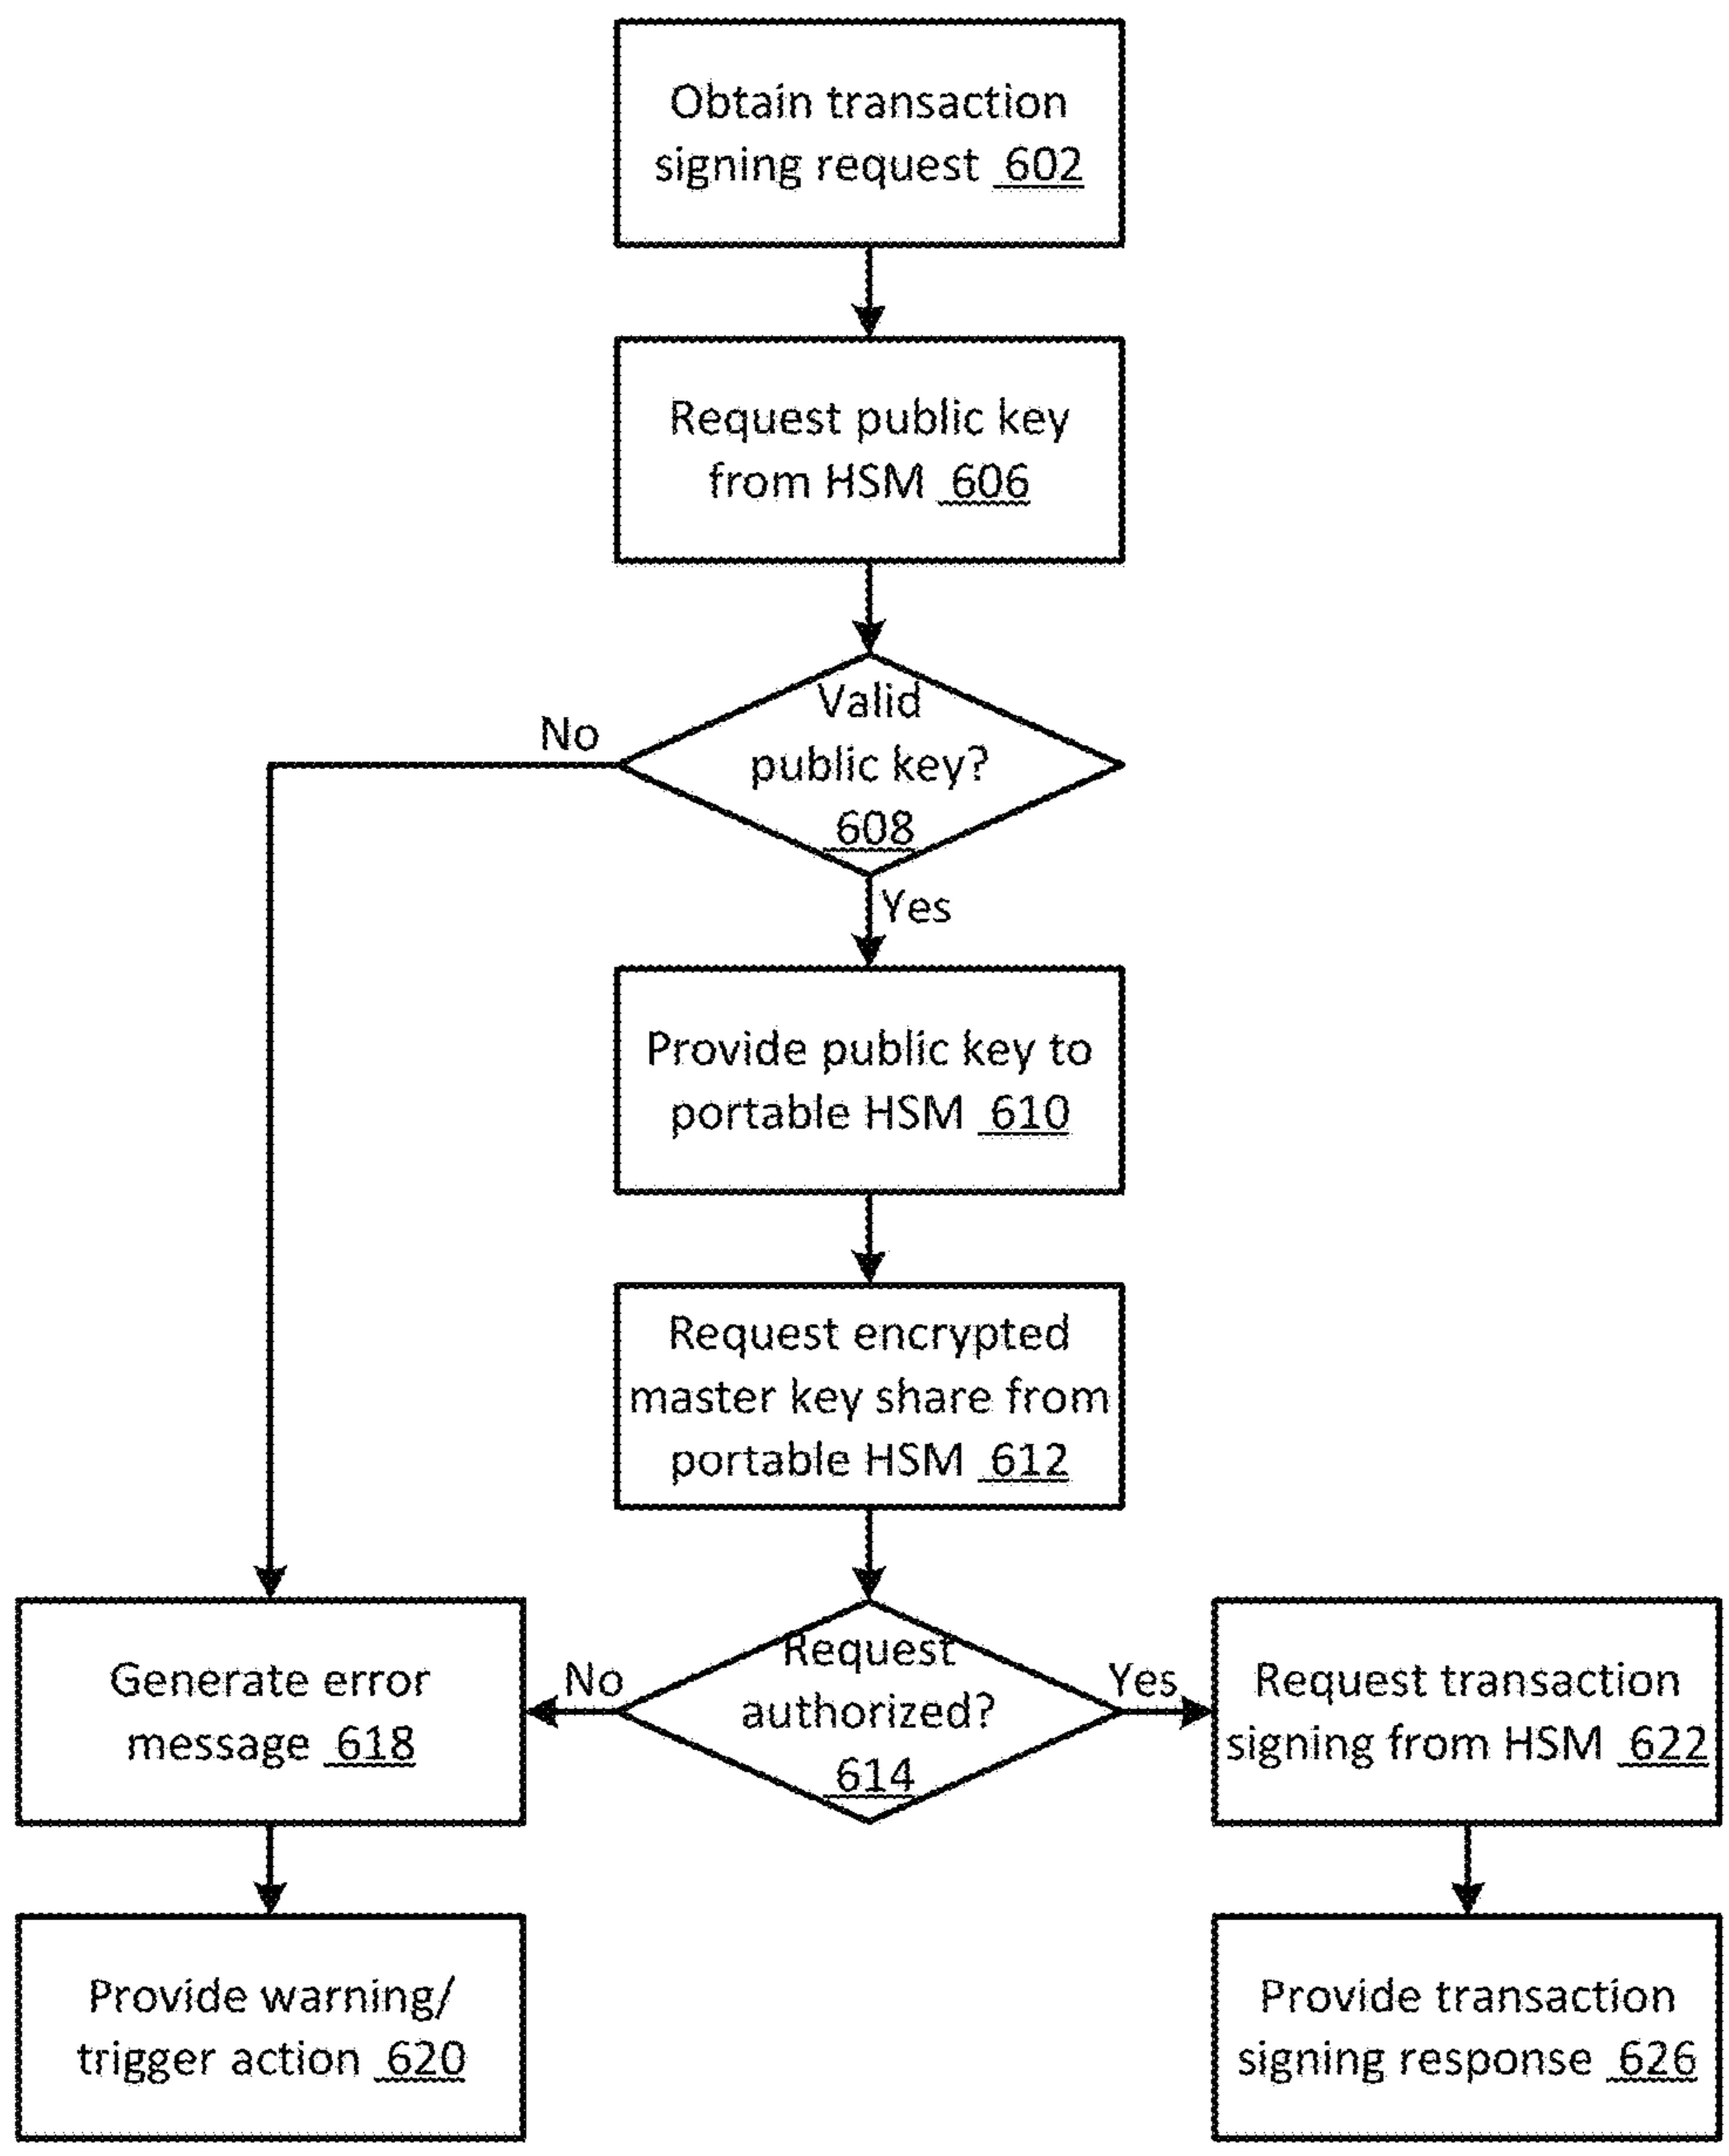 Obtain transaction
signing request 602
Request public key
from HSM 606
Valid
public key?
608
No
Yes
Provide public key to
portable HSM 610
Request encrypted
master key share from
portable HSM 612
Request
authorized?
614
No
Yes
Generate error
message 618
Request transaction
signing from HSM 622
Provide warning/
trigger action 620
Provide transaction
signing response 626